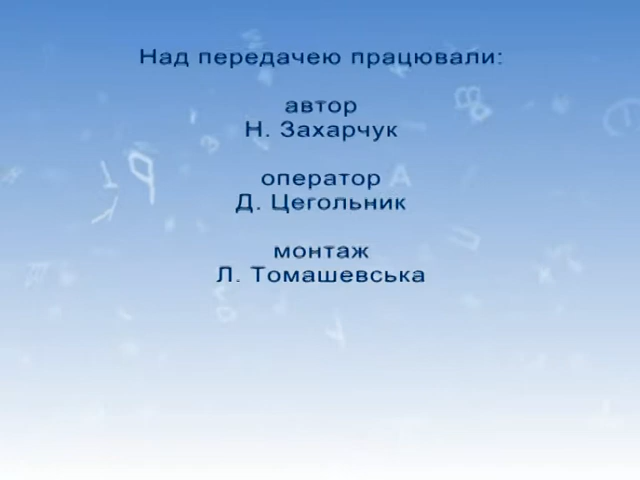 Над передачею працювали:
автор
Н. Захарчук
оператор
Д. Цегольник
монтаж
Л. Томашевська